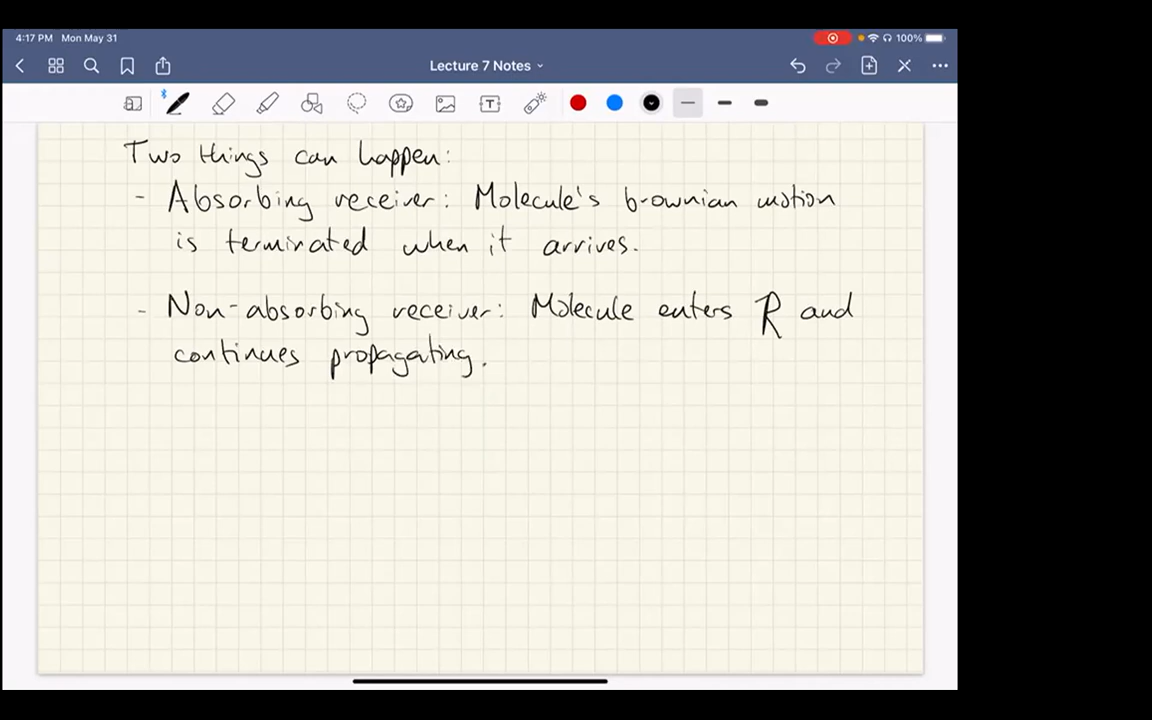 4:17 PM Mon May 31
100%
Lecture 7 Notes
Two things can happen:
- Absorbing receiver: Molecule's brownian motion
is terminated when it arrives.
- Non-absorbing receiver: Molecule enters R and
continues propagating.